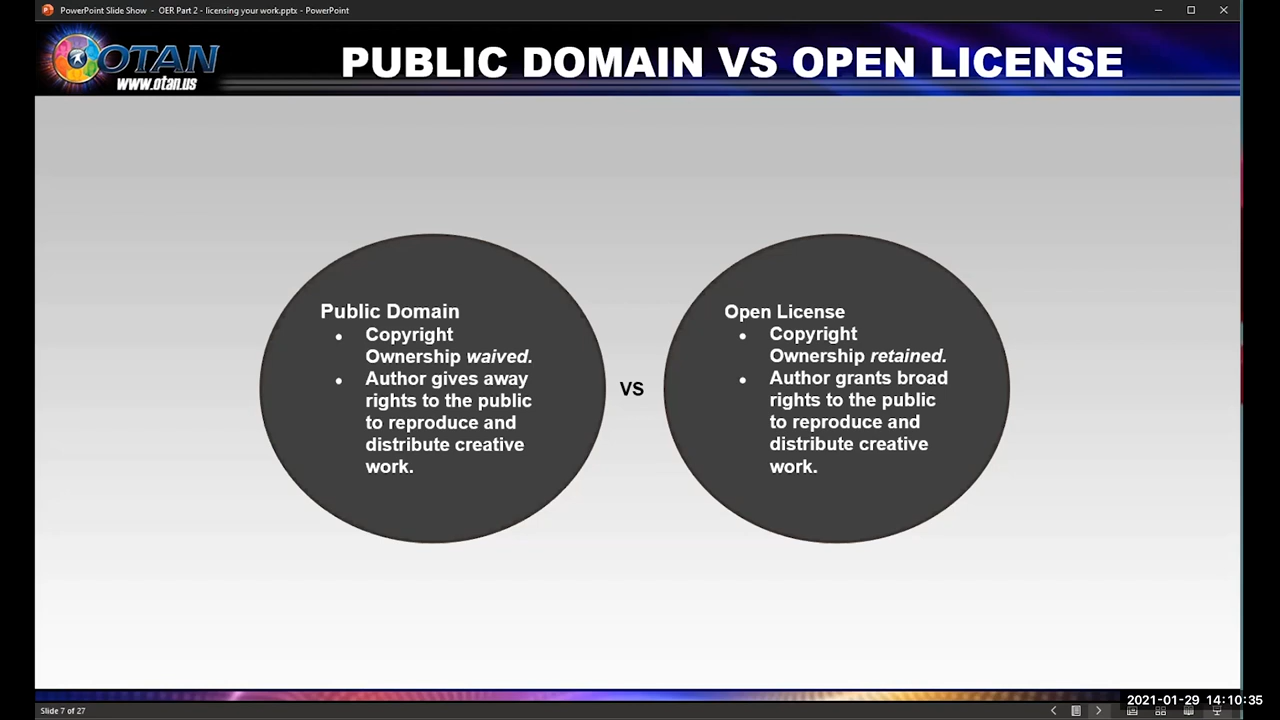 PowerPoint Slide Show - OER Part 2 - licensing your work.pptx - PowerPoint
OTAN
www.otan.us
PUBLIC DOMAIN VS OPEN LICENSE
Public Domain
• Copyright
Ownership waived.
• Author gives away
rights to the public
to reproduce and
distribute creative
work.
VS
Open License
• Copyright
Ownership retained.
• Author grants broad
rights to the public
to reproduce and
distribute creative
work.
Slide 7 of 27
2021-01-29 14:10:35